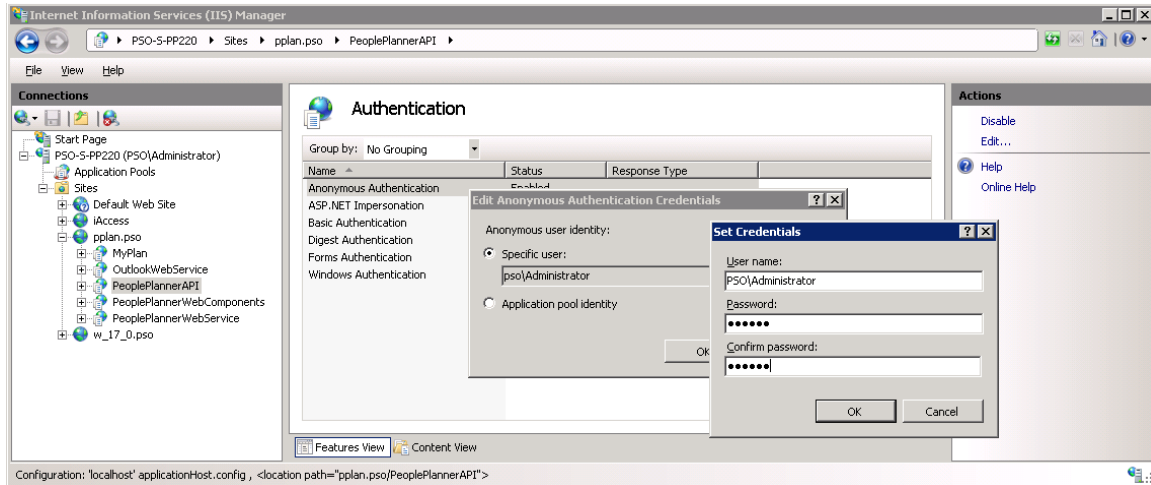 Internet Information Services (IIS) Manager
PSO-S-PP220 Sites pplan.pso PeoplePlannerAPI
File View Help
Connections
Start Page
PSO-S-PP220 (PSO\Administrator)
Application Pools
Sites
Default Web Site
iAccess
pplan.pso
MyPlan
OutlookWebService
PeoplePlannerAPI
PeoplePlannerWebComponents
PeoplePlannerWebService
w_17_0.pso
Authentication
Group by: No Grouping
Name Status Response Type
Anonymous Authentication Enabled
ASP.NET Impersonation
Basic Authentication
Digest Authentication
Forms Authentication
Windows Authentication
Edit Anonymous Authentication Credentials
Anonymous user identity:
Specific user:
pso\Administrator
Application pool identity
OK
Set Credentials
User name:
PSO\Administrator
Password:
••••••
Confirm password:
••••••
OK Cancel
Actions
Disable
Edit...
Help
Online Help
Features View Content View
Configuration: 'localhost' applicationHost.config , <location path="pplan.pso/PeoplePlannerAPI">